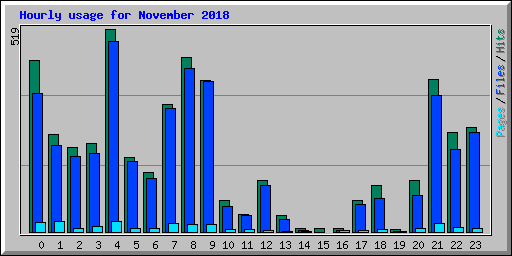 Hourly usage for November 2018
519
Pages/Files/Hits
0 1 2 3 4 5 6 7 8 9 10 11 12 13 14 15 16 17 18 19 20 21 22 23